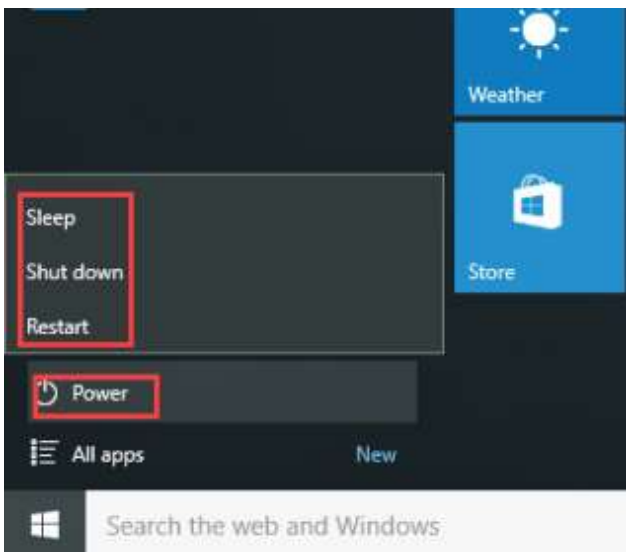 Weather
Sleep
Shut down
Store
Restart
Power
All apps New
Search the web and Windows